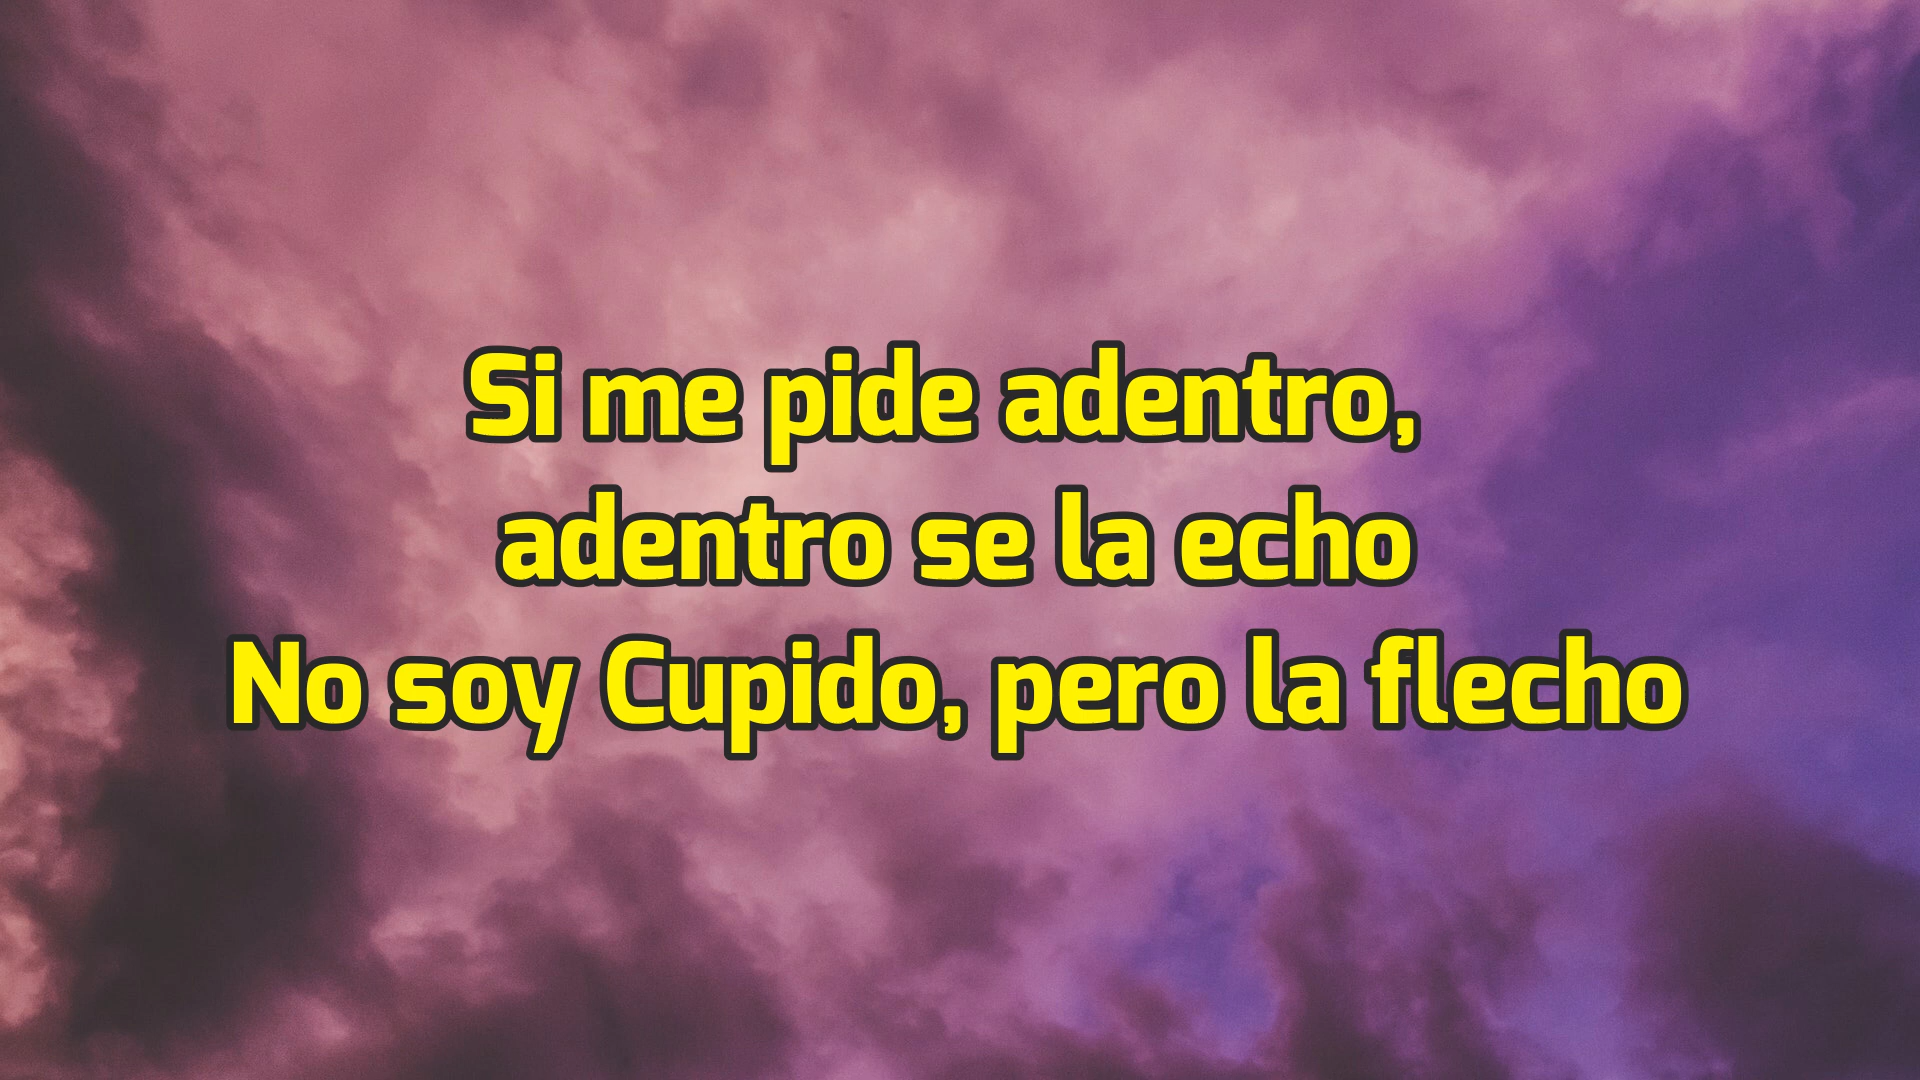 Si me pide adentro,
adentro se la echo
No soy Cupido, pero la flecho